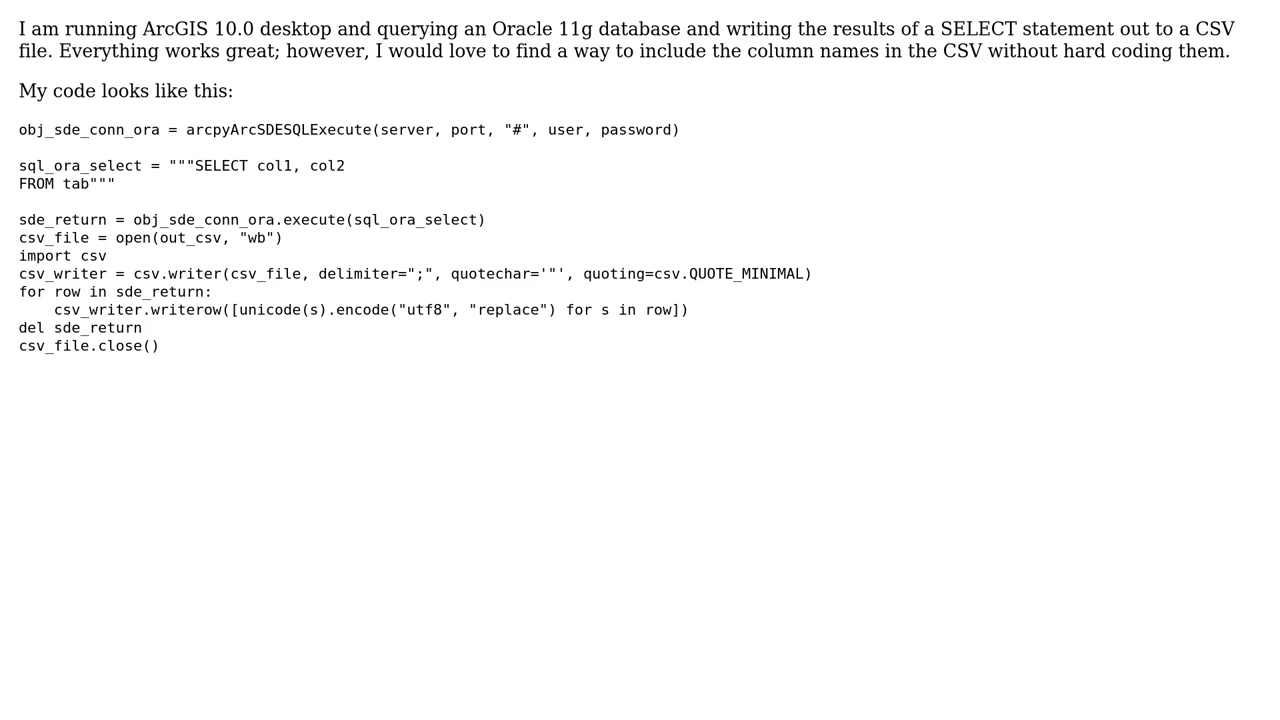 I am running ArcGIS 10.0 desktop and querying an Oracle 11g database and writing the results of a SELECT statement out to a CSV
file. Everything works great; however, I would love to find a way to include the column names in the CSV without hard coding them.
My code looks like this:
obj_sde_conn_ora = arcpyArcSDESQLExecute(server, port, "#", user, password)
sql_ora_select = """SELECT col1, col2
FROM tab"""
sde_return = obj_sde_conn_ora.execute(sql_ora_select)
csv_file = open(out_csv, "wb")
import csv
csv_writer = csv.writer(csv_file, delimiter=";", quotechar='"', quoting=csv.QUOTE_MINIMAL)
for row in sde_return:
    csv_writer.writerow([unicode(s).encode("utf8", "replace") for s in row])
del sde_return
csv_file.close()